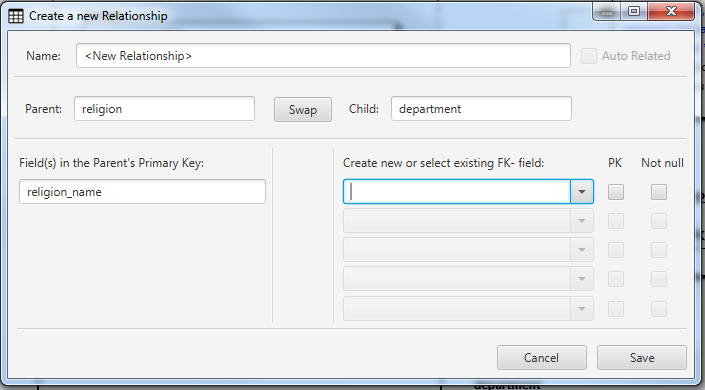 Create a new Relationship
Name: <New Relationship> Auto Related
Parent: religion Swap Child: department
Field(s) in the Parent's Primary Key: Create new or select existing FK- field: PK Not null
religion_name
Cancel Save
department